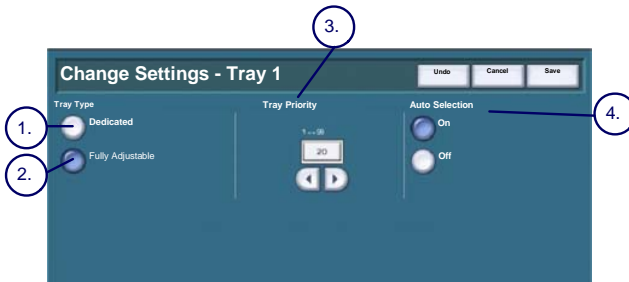 3.
Change Settings - Tray 1
Undo
Cancel
Save
Tray Type
Tray Priority
Auto Selection
4.
1.
Dedicated
On
2.
Fully Adjustable
20
Off